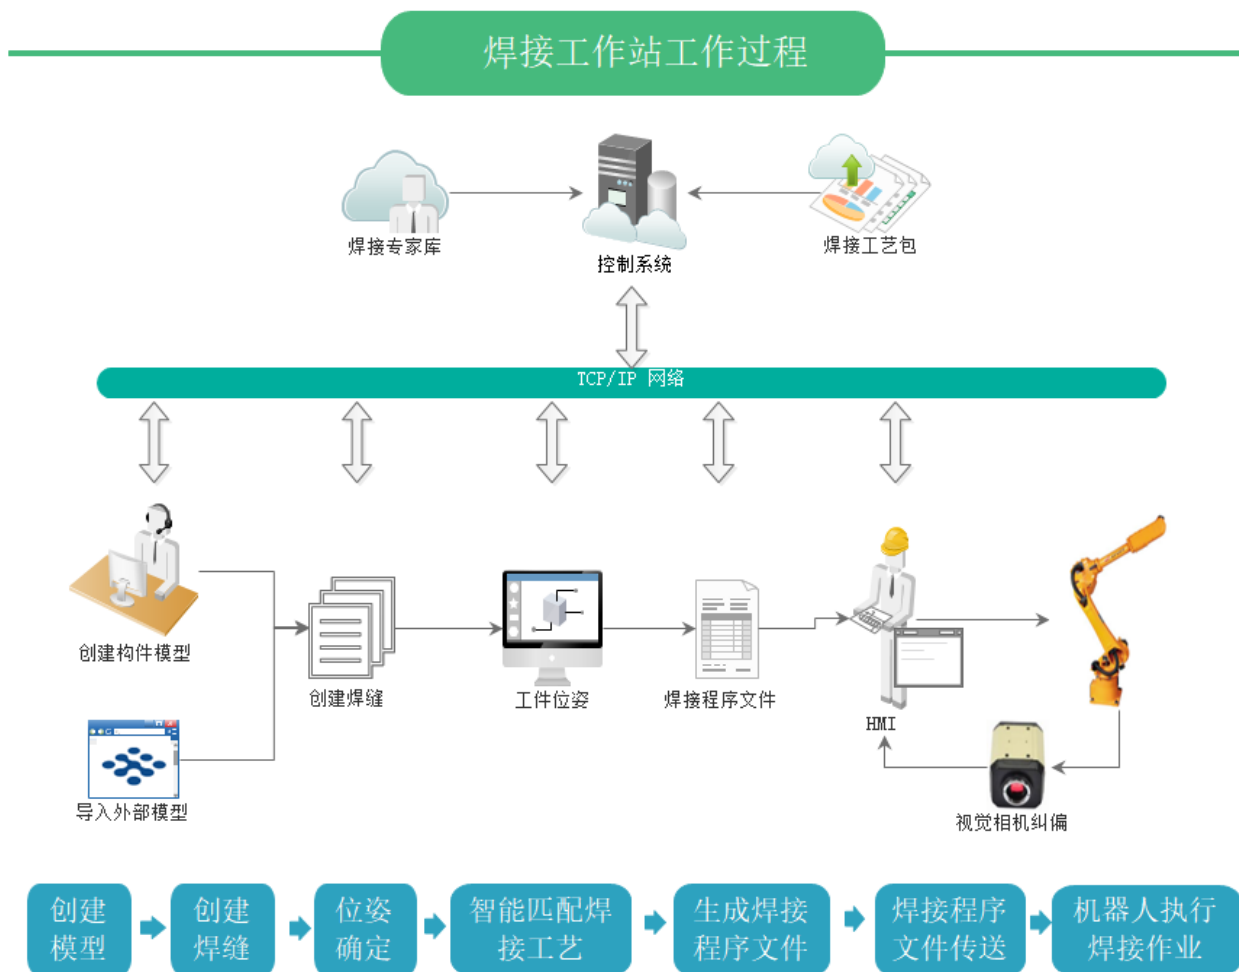 焊接工作站工作过程
焊接专家库
控制系统
焊接工艺包
TCP/IP 网络
创建构件模型
创建焊缝
工件位姿
焊接程序文件
HMI
导入外部模型
视觉相机纠偏
创建
模型
创建
焊缝
位姿
确定
智能匹配焊
接工艺
生成焊接
程序文件
焊接程序
文件传送
机器人执行
焊接作业